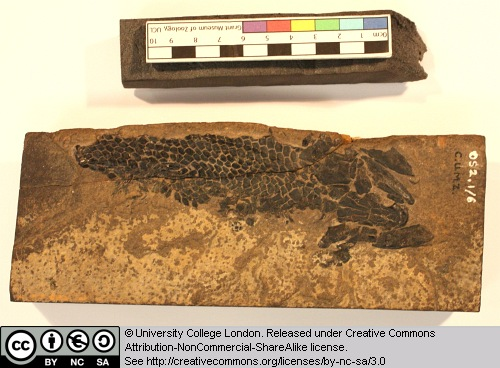 10 9 8 7 6 5 4 3 2 1 0cm
Grant Museum of Zoology, UCL
C.U.M.Z.
OS2.1/6
cc BY NC SA
© University College London. Released under Creative Commons
Attribution-NonCommercial-ShareAlike license.
See http://creativecommons.org/licenses/by-nc-sa/3.0